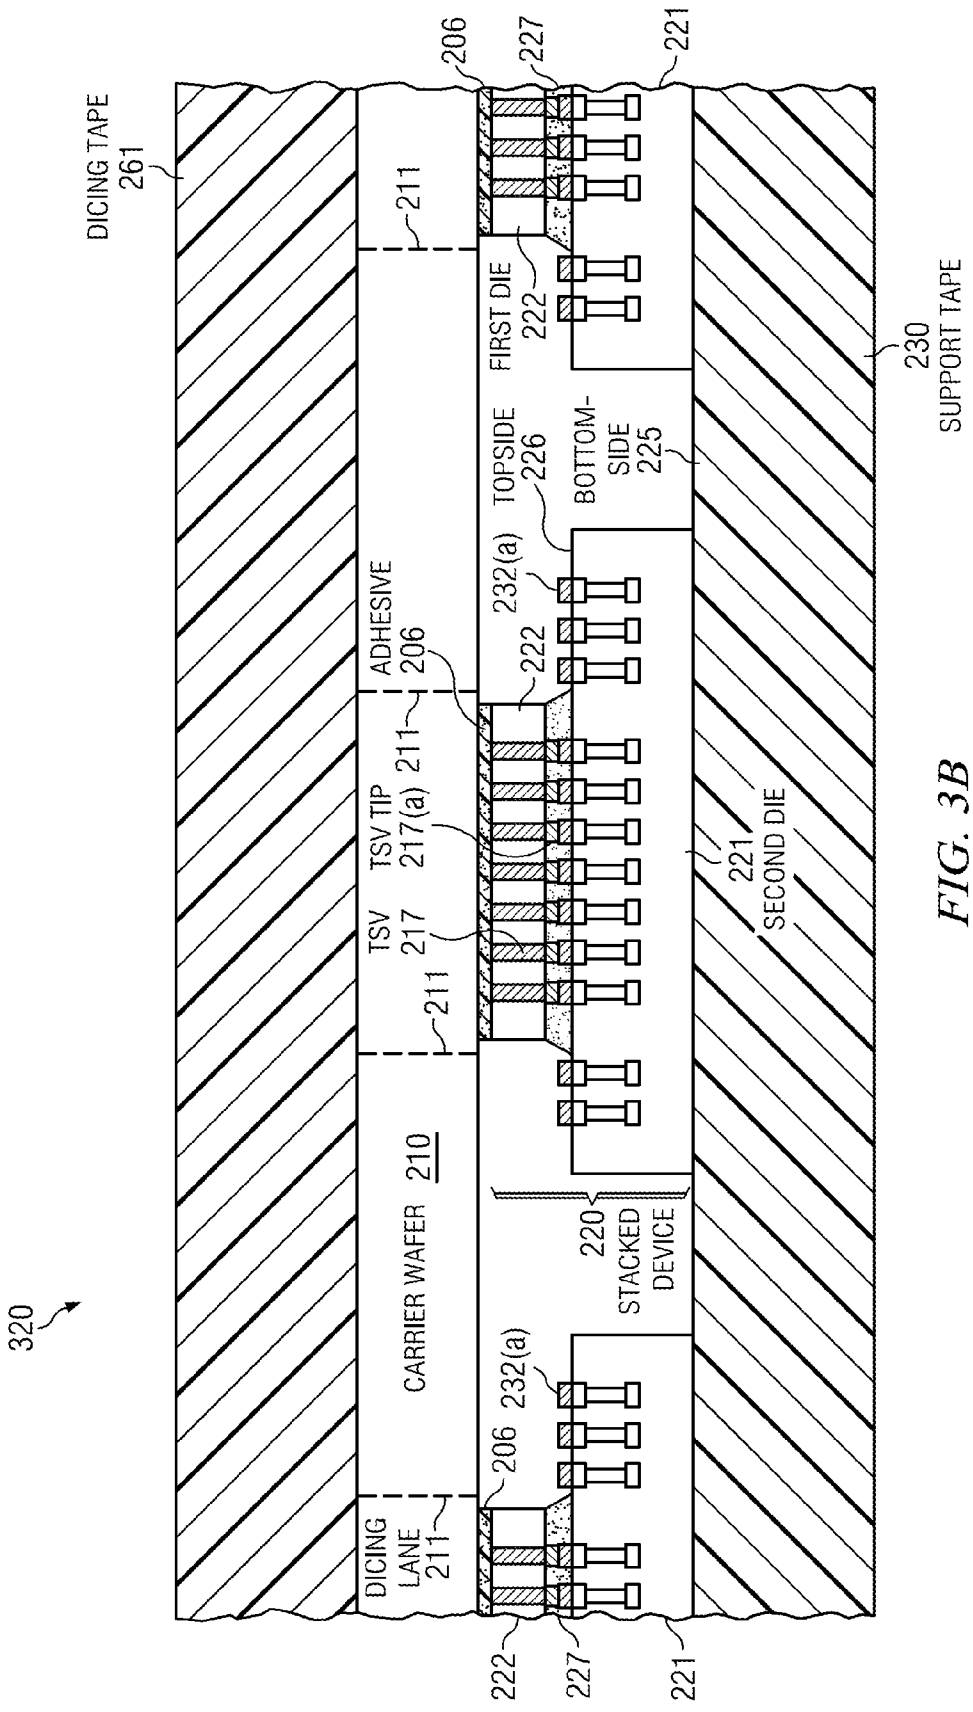 320
DICING TAPE
261
DICING
LANE
211
CARRIER WAFER 210
211
TSV
217
TSV TIP
217(a)
211
ADHESIVE
206
211
206
227
221
206
232(a)
222
232(a)
TOPSIDE
226
FIRST DIE
222
BOTTOM-
SIDE
225
220
STACKED
DEVICE
221
SECOND DIE
222
227
221
230
SUPPORT TAPE
FIG. 3B